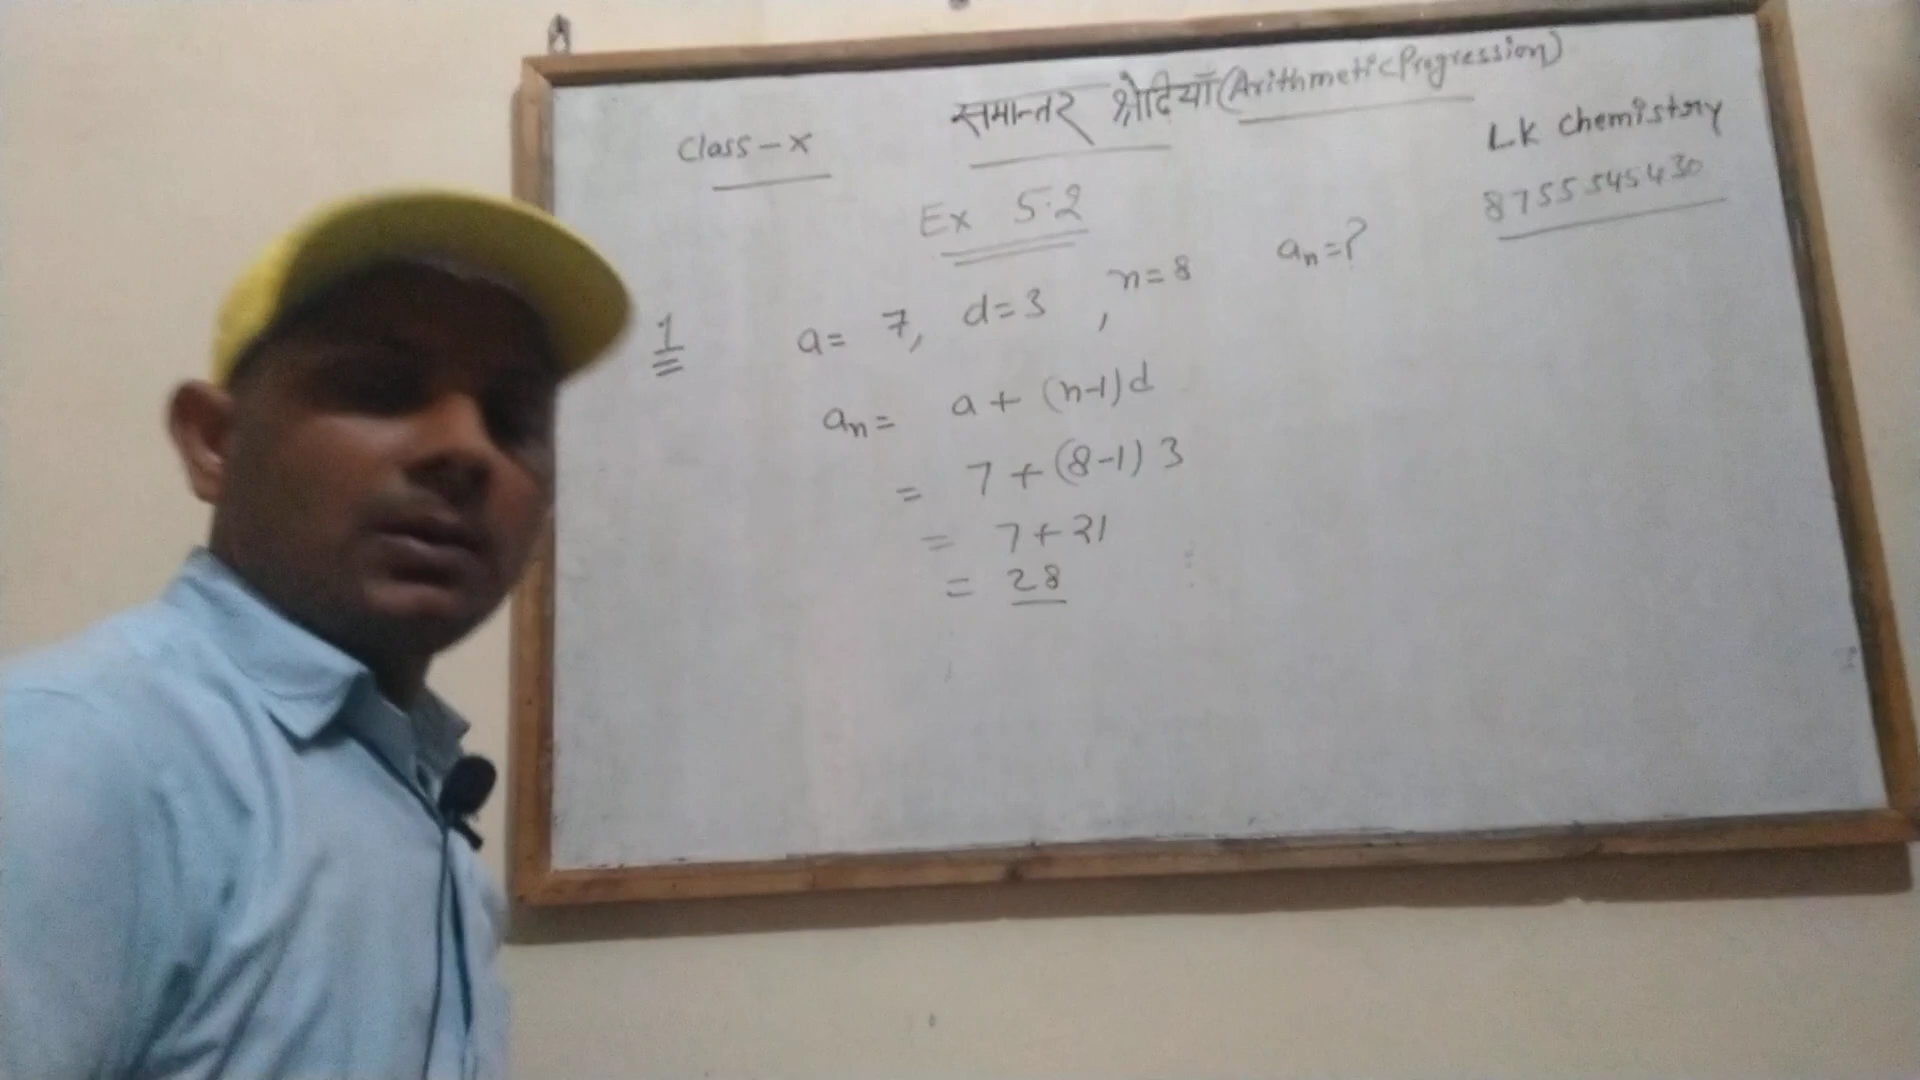 समान्तर श्रेढियाँ (Arithmetic Progression)
Class - X
LK Chemistry
8755545430
Ex 5.2
1 a = 7, d = 3, n = 8 an = ?
an = a + (n-1)d
= 7 + (8-1) 3
= 7 + 21
= 28